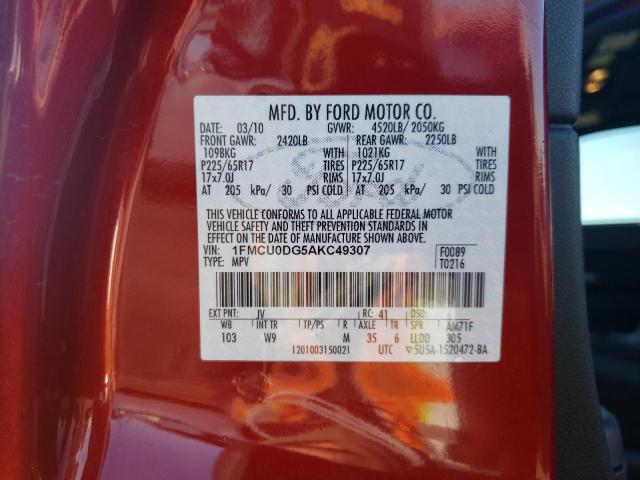 MFD. BY FORD MOTOR CO.
DATE: 03/10 GVWR: 4520LB/ 2050KG
FRONT GAWR: 2420LB REAR GAWR: 2250LB
1098KG WITH 1021KG WITH
P225/65R17 TIRES P225/65R17 TIRES
17x7.0J RIMS 17x7.0J RIMS
AT 205 kPa/ 30 PSI COLD AT 205 kPa/ 30 PSI COLD
THIS VEHICLE CONFORMS TO ALL APPLICABLE FEDERAL MOTOR
VEHICLE SAFETY AND THEFT PREVENTION STANDARDS IN
EFFECT ON THE DATE OF MANUFACTURE SHOWN ABOVE.
VIN: 1FMCU0DG5AKC49307 F0089
TYPE: MPV T0216
EXT PNT: JV RC: 41 DSO:
WB INT TR TP/PS R AXLE TR SPR AM71F
103 W9 M 35 6 LLDD 305
1201003150021 UTC ▽5U5A-1520472-BA